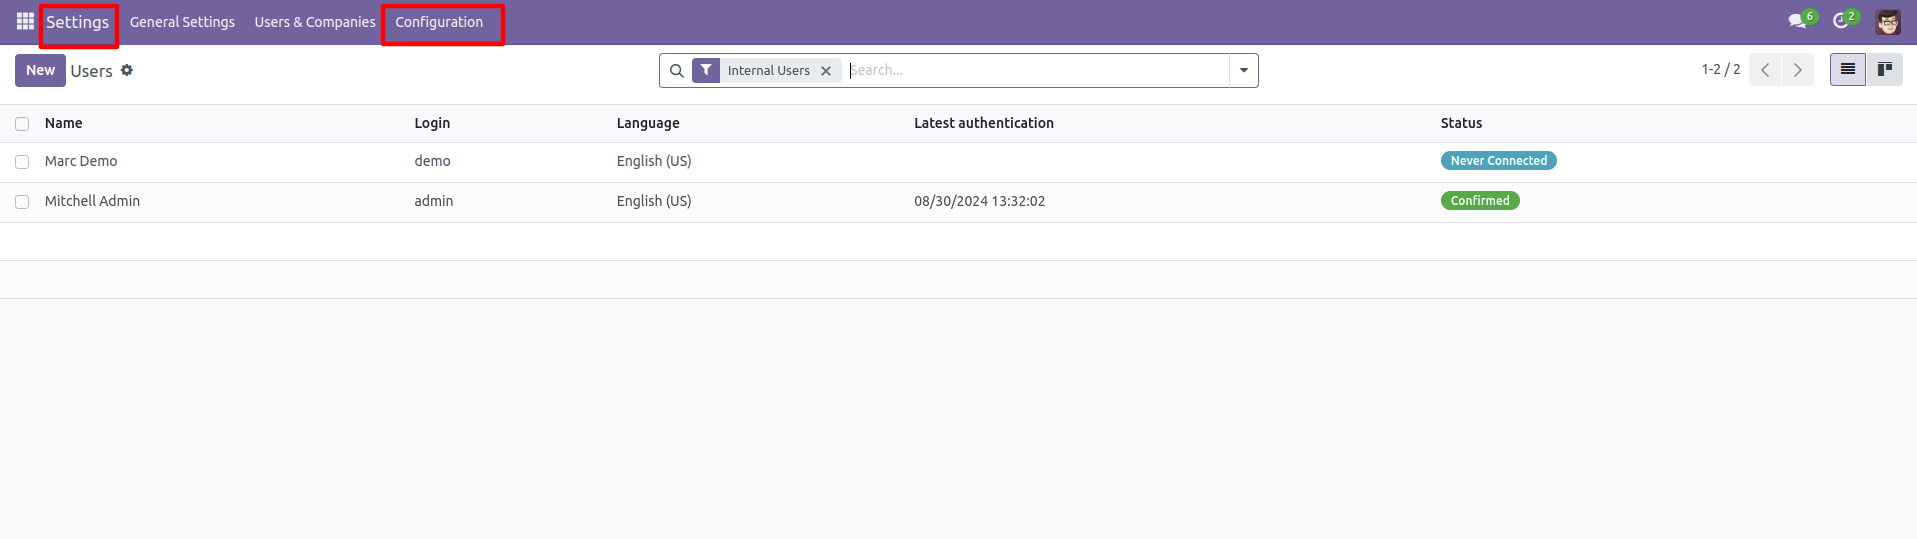 Settings General Settings Users & Companies Configuration 6 2
New Users Internal Users Search... 1-2 / 2
Name Login Language Latest authentication Status
Marc Demo demo English (US) Never Connected
Mitchell Admin admin English (US) 08/30/2024 13:32:02 Confirmed